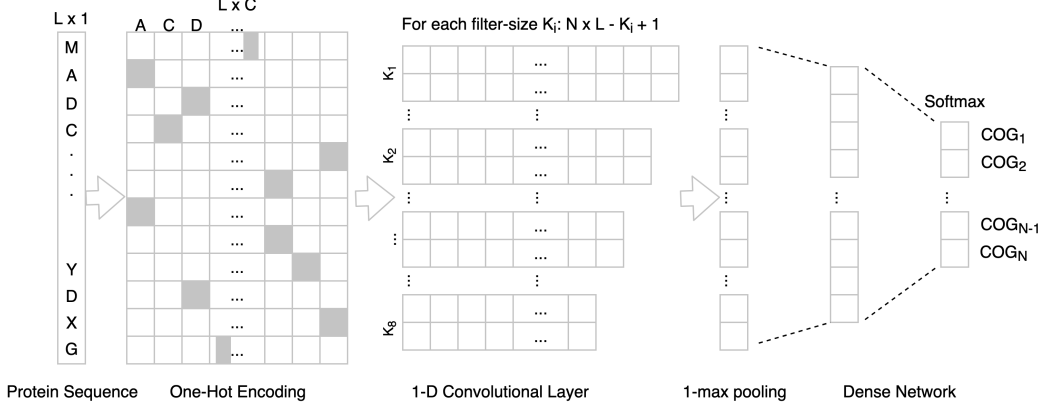 L x 1
L x C
For each filter-size Ki: N x L - Ki + 1
A C D ...
M
A
D
C
.
.
.
Y
D
X
G
...
...
...
...
...
...
...
...
...
...
...
...
K1
...
...
K2
...
...
...
...
...
K8
...
...
Softmax
COG1
COG2
COGN-1
COGN
Protein Sequence
One-Hot Encoding
1-D Convolutional Layer
1-max pooling
Dense Network